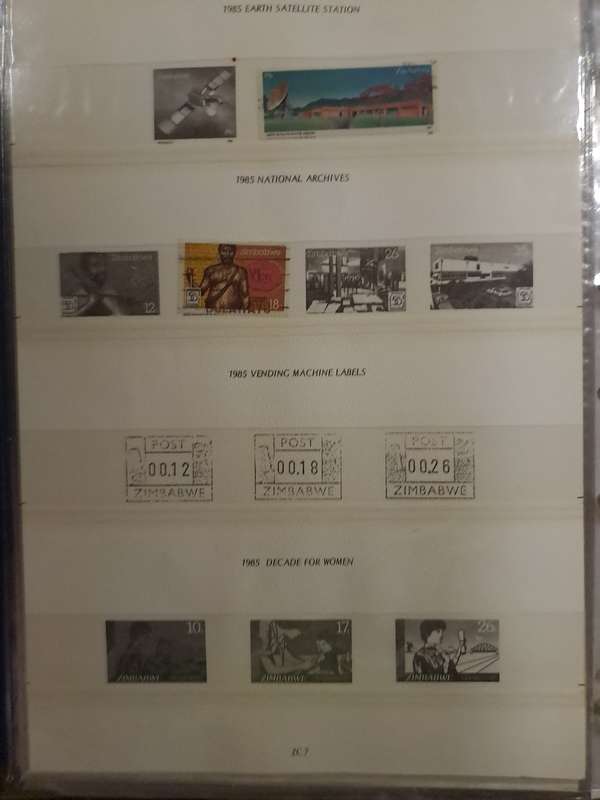 1985 EARTH SATELLITE STATION
Zimbabwe
1985 NATIONAL ARCHIVES
Zimbabwe
12
Zimbabwe
18
Zimbabwe
26
Zimbabwe
1985 VENDING MACHINE LABELS
POST
00.12
ZIMBABWE
POST
00.18
ZIMBABWE
POST
00.26
ZIMBABWE
1985 DECADE FOR WOMEN
10
ZIMBABWE
17
ZIMBABWE
26
ZIMBABWE
ZC 7